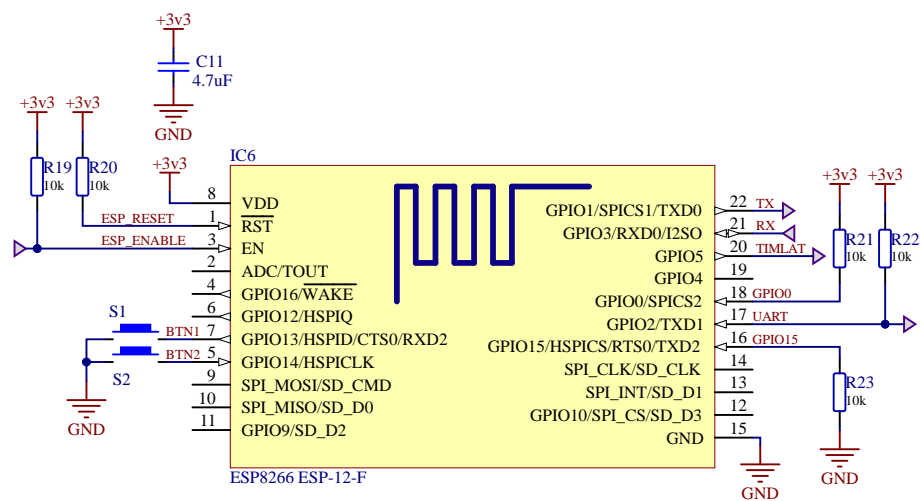 +3v3
C11
4.7uF
GND
+3v3
+3v3
R19
10k
R20
10k
+3v3
ESP_RESET
ESP_ENABLE
IC6
8
VDD
1
RST
3
EN
2
ADC/TOUT
4
GPIO16/WAKE
6
GPIO12/HSPIQ
7
GPIO13/HSPID/CTS0/RXD2
5
GPIO14/HSPICLK
9
SPI_MOSI/SD_CMD
10
SPI_MISO/SD_D0
11
GPIO9/SD_D2
S1
BTN1
BTN2
S2
GND
GPIO1/SPICS1/TXD0
22
TX
GPIO3/RXD0/I2SO
21
RX
GPIO5
20
TIMLAT
GPIO4
19
GPIO0/SPICS2
18
GPIO0
GPIO2/TXD1
17
UART
GPIO15/HSPICS/RTS0/TXD2
16
GPIO15
SPI_CLK/SD_CLK
14
SPI_INT/SD_D1
13
GPIO10/SPI_CS/SD_D3
12
GND
15
+3v3
+3v3
R21
10k
R22
10k
R23
10k
GND
GND
ESP8266 ESP-12-F